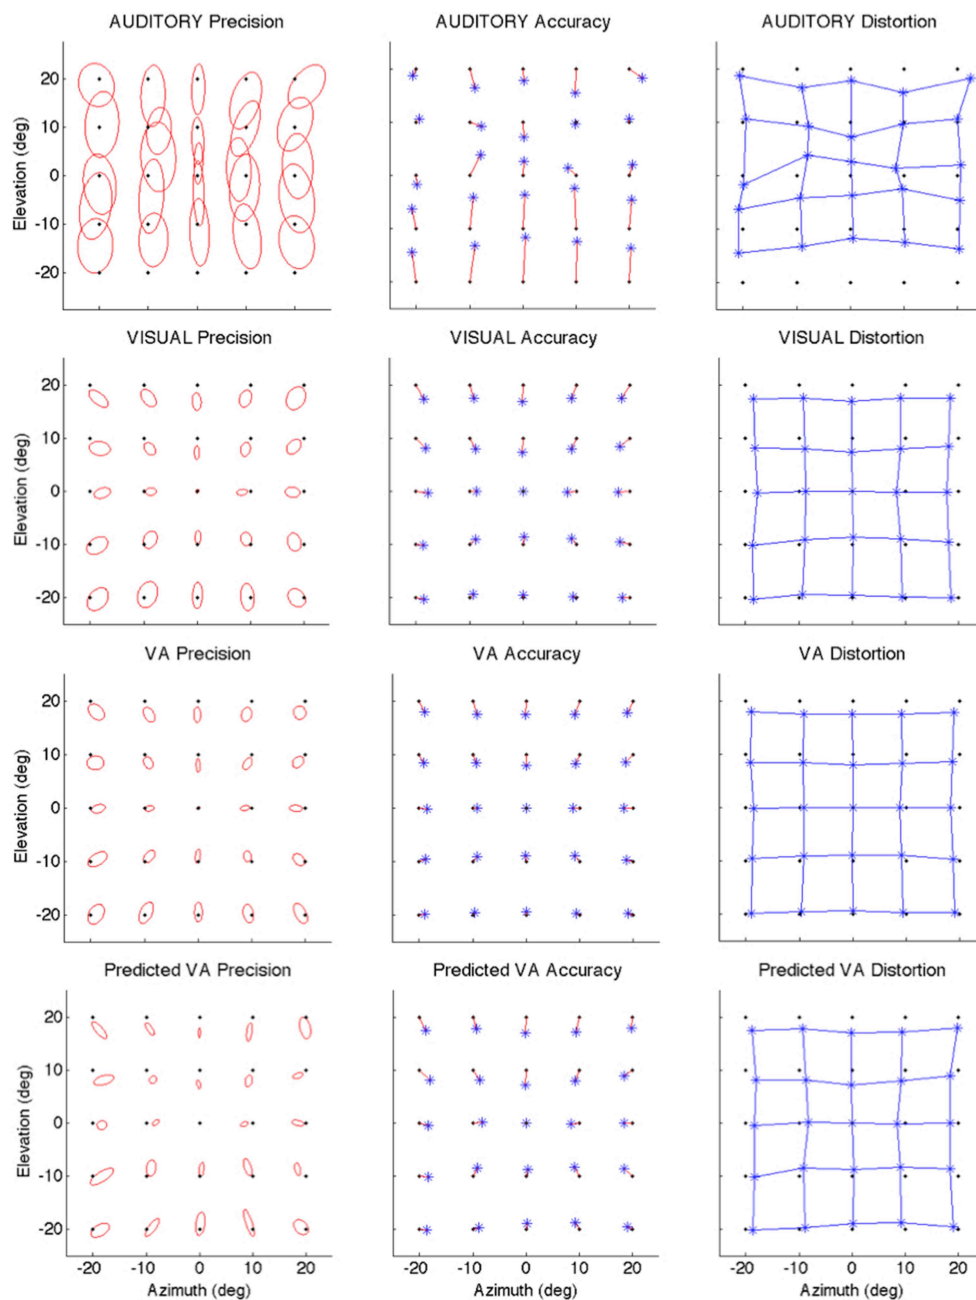 AUDITORY Precision AUDITORY Accuracy AUDITORY Distortion
20
10
0
-10
-20
Elevation (deg)
VISUAL Precision VISUAL Accuracy VISUAL Distortion
20
10
0
-10
-20
Elevation (deg)
VA Precision VA Accuracy VA Distortion
20
10
0
-10
-20
Elevation (deg)
Predicted VA Precision Predicted VA Accuracy Predicted VA Distortion
20
10
0
-10
-20
Elevation (deg)
-20 -10 0 10 20 -20 -10 0 10 20 -20 -10 0 10 20
Azimuth (deg) Azimuth (deg) Azimuth (deg)